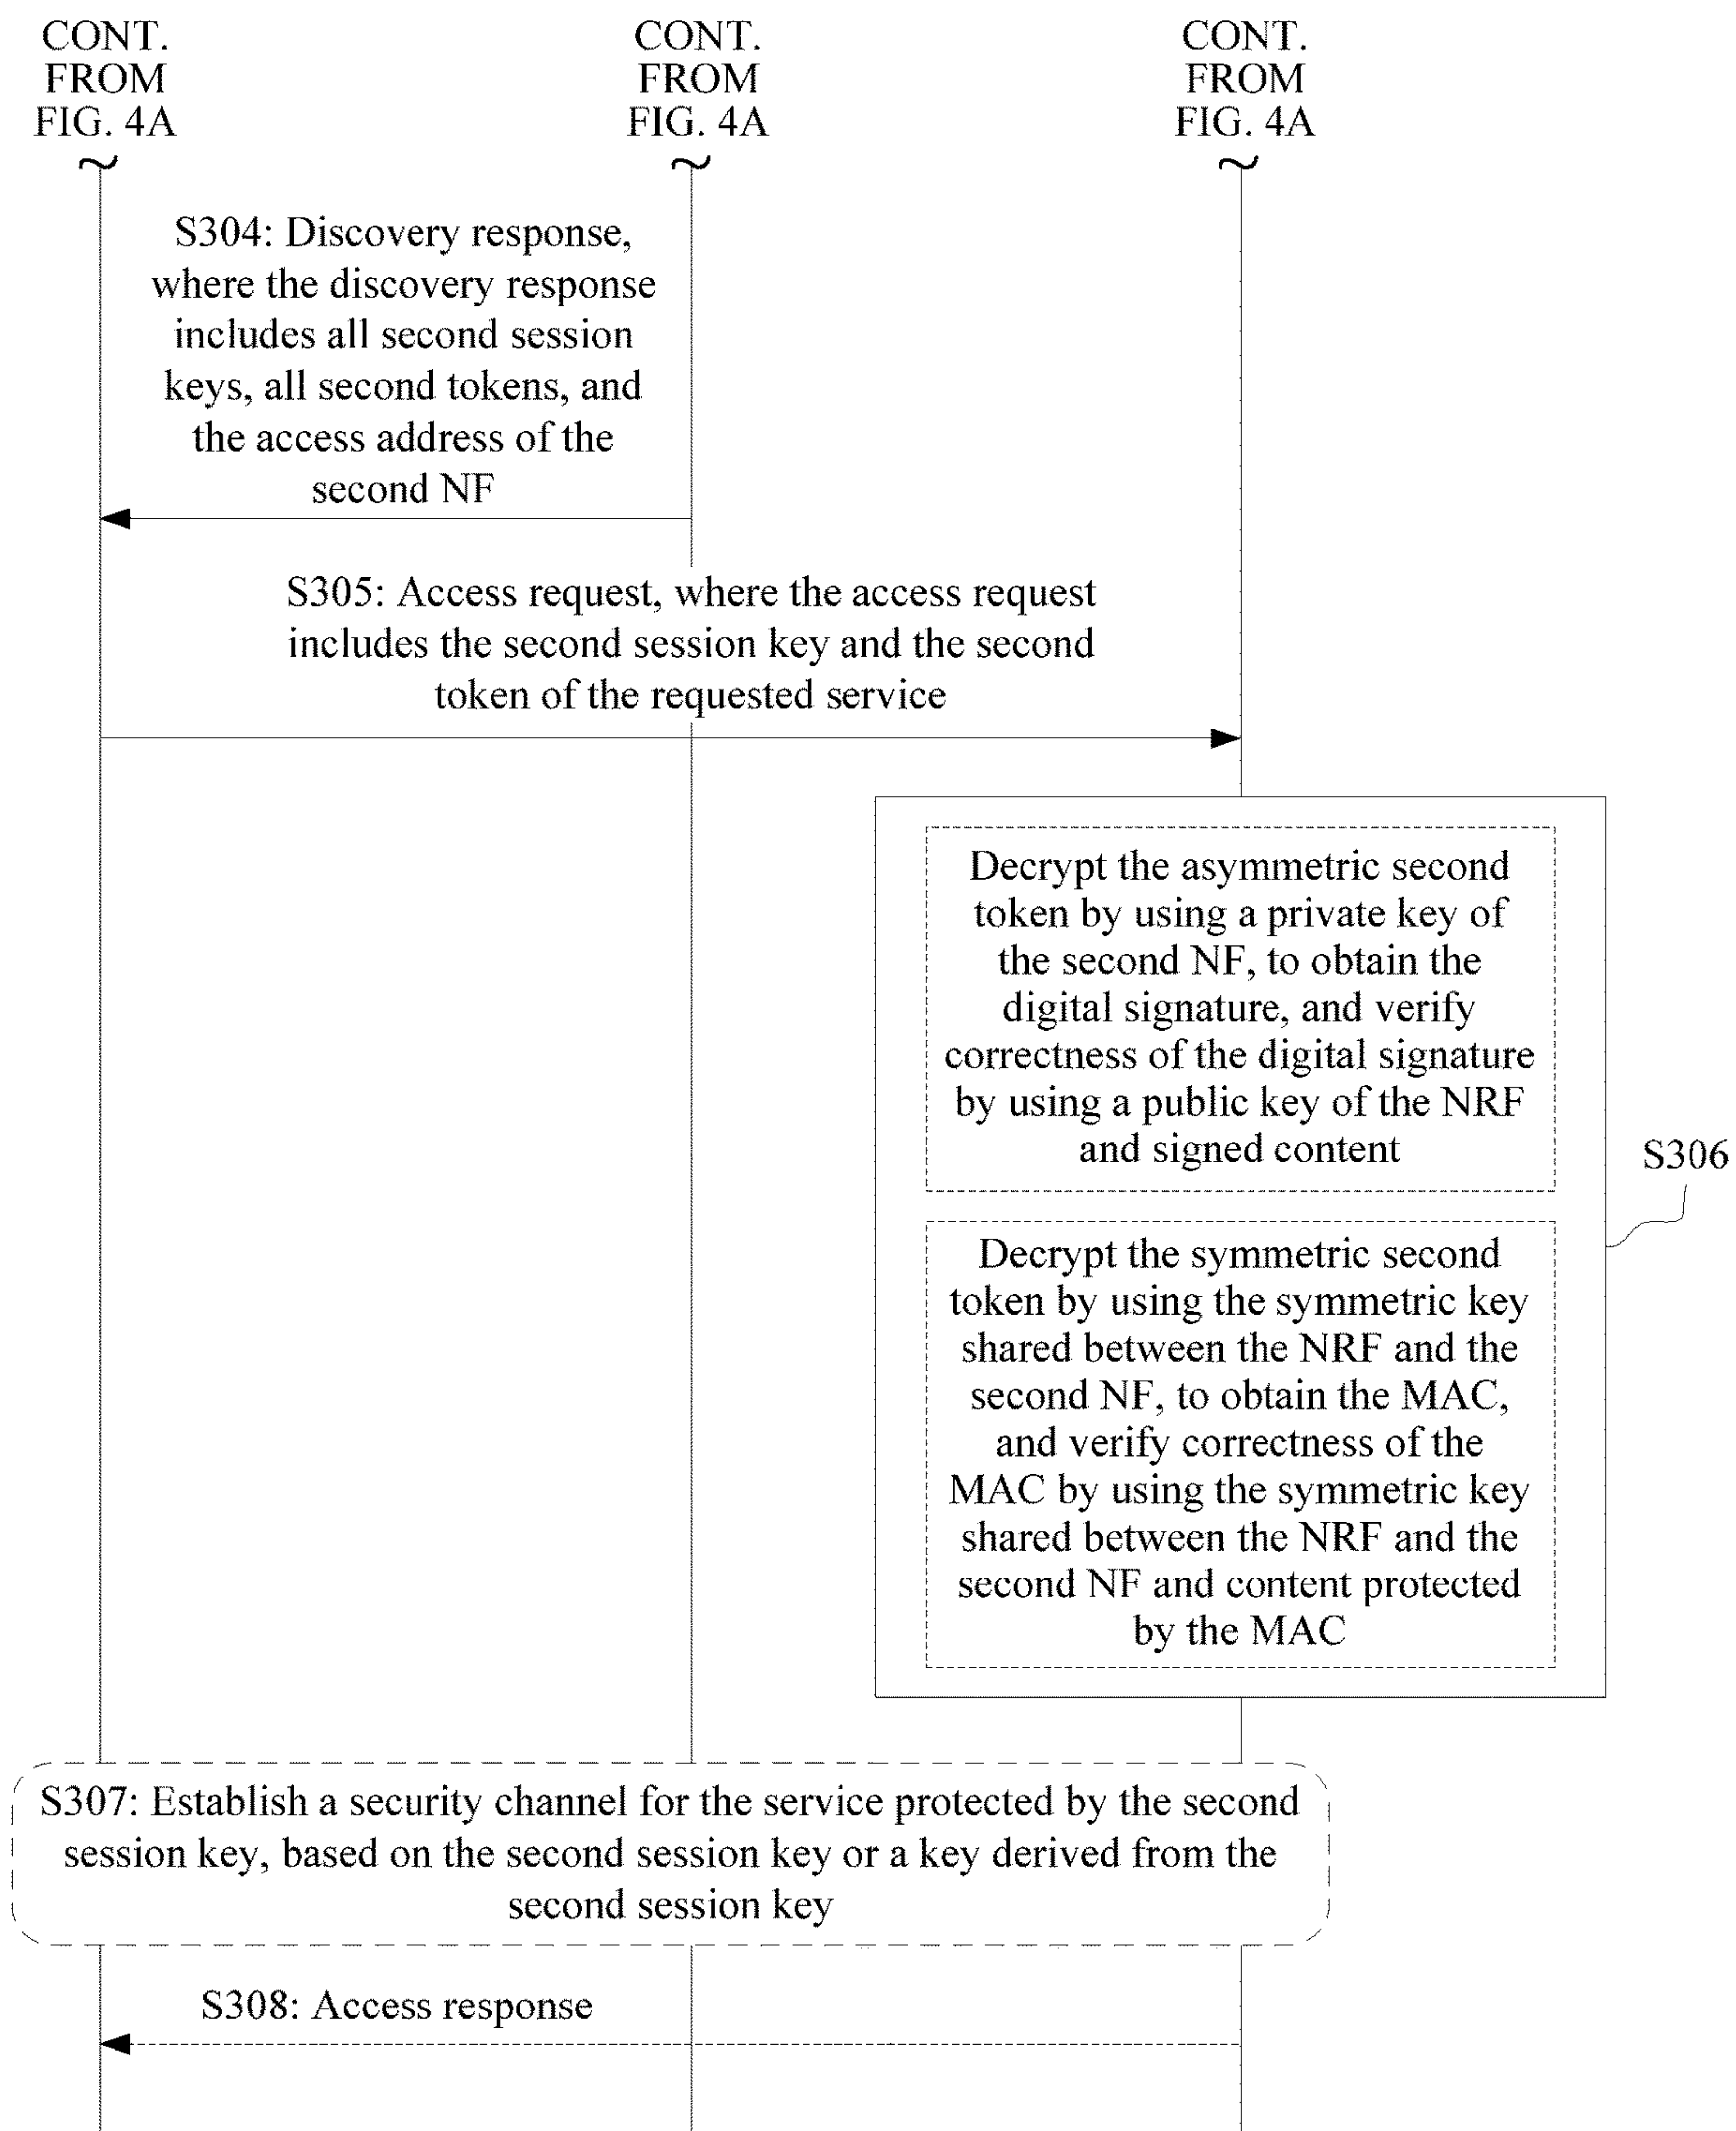 CONT.
FROM
FIG. 4A
CONT.
FROM
FIG. 4A
CONT.
FROM
FIG. 4A
S304: Discovery response,
where the discovery response
includes all second session
keys, all second tokens, and
the access address of the
second NF
S305: Access request, where the access request
includes the second session key and the second
token of the requested service
Decrypt the asymmetric second
token by using a private key of
the second NF, to obtain the
digital signature, and verify
correctness of the digital signature
by using a public key of the NRF
and signed content
S306
Decrypt the symmetric second
token by using the symmetric key
shared between the NRF and the
second NF, to obtain the MAC,
and verify correctness of the
MAC by using the symmetric key
shared between the NRF and the
second NF and content protected
by the MAC
S307: Establish a security channel for the service protected by the second
session key, based on the second session key or a key derived from the
second session key
S308: Access response